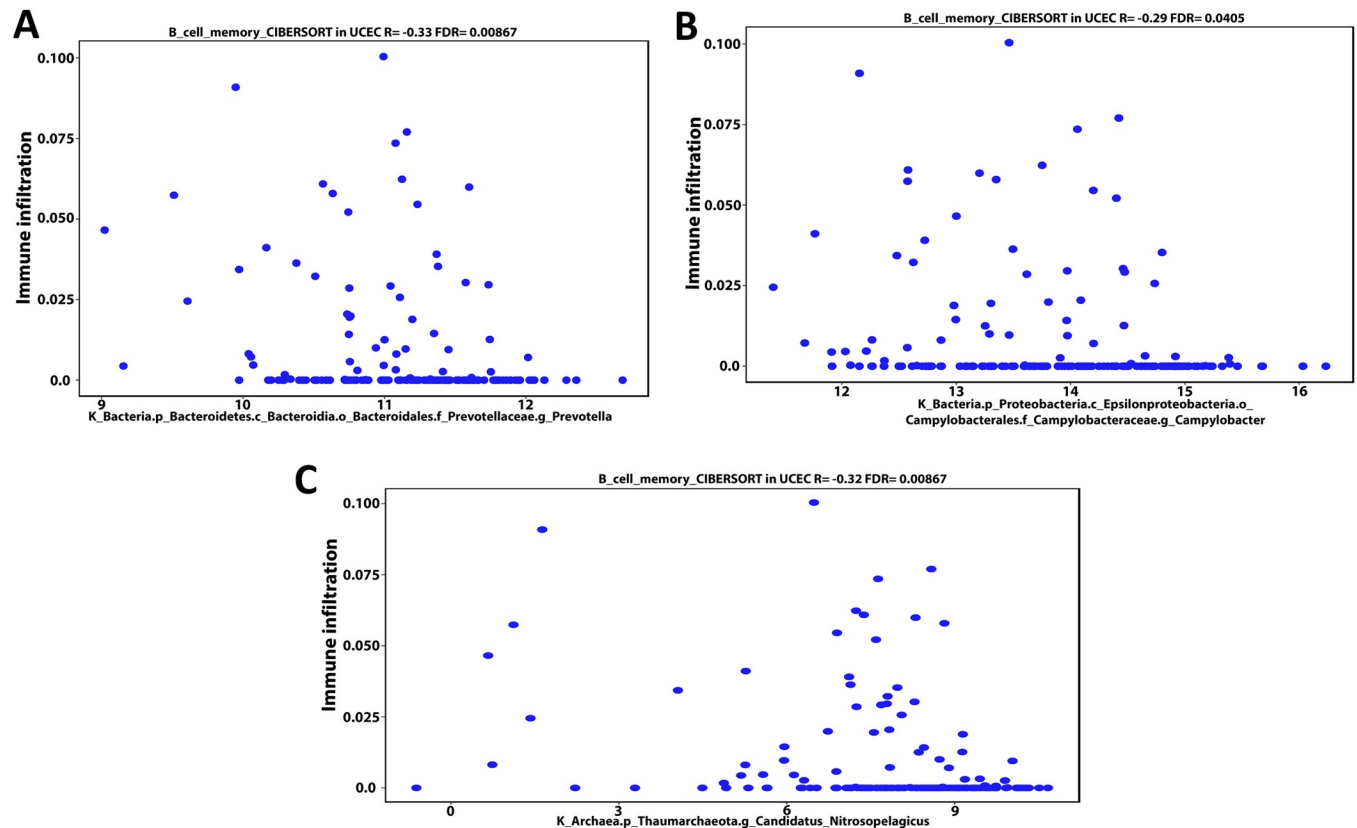 A
B_cell_memory_CIBERSORT in UCEC R= -0.33 FDR= 0.00867
Immune infiltration
0.100
0.075
0.050
0.025
0.0
9 10 11 12
K_Bacteria.p_Bacteroidetes.c_Bacteroidia.o_Bacteroidales.f_Prevotellaceae.g_Prevotella
B
B_cell_memory_CIBERSORT in UCEC R= -0.29 FDR= 0.0405
Immune infiltration
0.100
0.075
0.050
0.025
0.0
12 13 14 15 16
K_Bacteria.p_Proteobacteria.c_Epsilonproteobacteria.o_
Campylobacterales.f_Campylobacteraceae.g_Campylobacter
C
B_cell_memory_CIBERSORT in UCEC R= -0.32 FDR= 0.00867
Immune infiltration
0.100
0.075
0.050
0.025
0.0
0 3 6 9
K_Archaea.p_Thaumarchaeota.g_Candidatus_Nitrosopelagicus